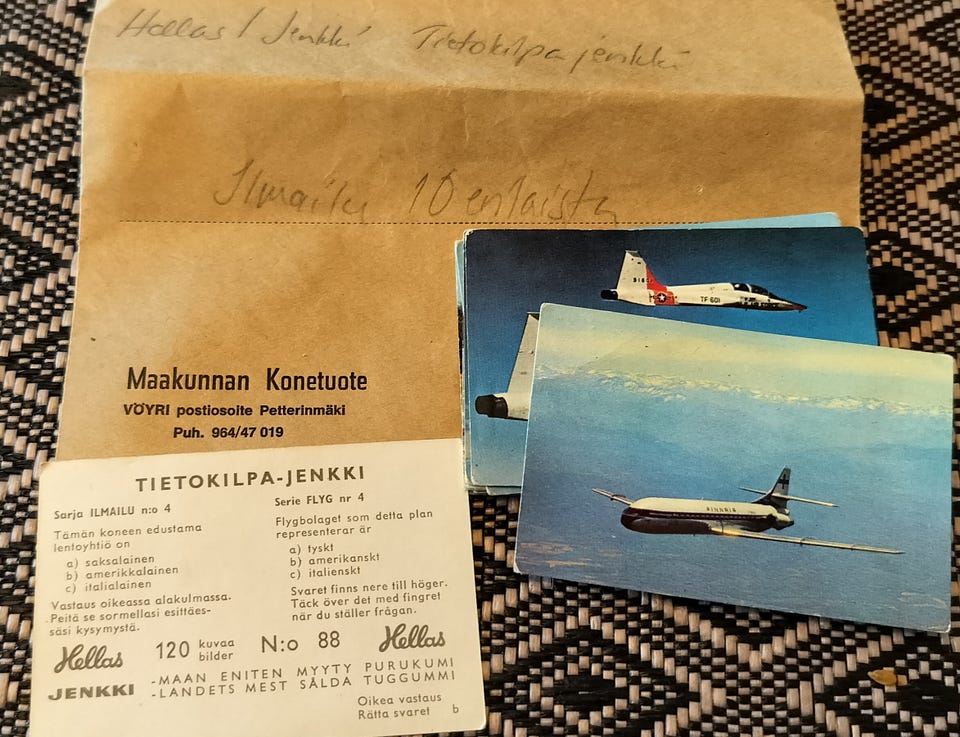 Hellas / Jenkki Tietokilpa jenkki
Ilmailu 10 erilaista
Maakunnan Konetuote
VÖYRI postiosoite Petterinmäki
Puh. 964/47 019
TF-601
FINNAIR
TIETOKILPA-JENKKI
Sarja ILMAILU n:o 4
Tämän koneen edustama
lentoyhtiö on
a) saksalainen
b) amerikkalainen
c) italialainen
Vastaus oikeassa alakulmassa.
Peitä se sormellasi esittäes-
säsi kysymystä.
Serie FLYG nr 4
Flygbolaget som detta plan
representerar är
a) tyskt
b) amerikanskt
c) italienskt
Svaret finns nere till höger.
Täck över det med fingret
när du ställer frågan.
Hellas 120 kuvaa bilder N:o 88 Hellas
JENKKI -MAAN ENITEN MYYTY PURUKUMI
-LANDETS MEST SÅLDA TUGGUMMI
Oikea vastaus
Rätta svaret b